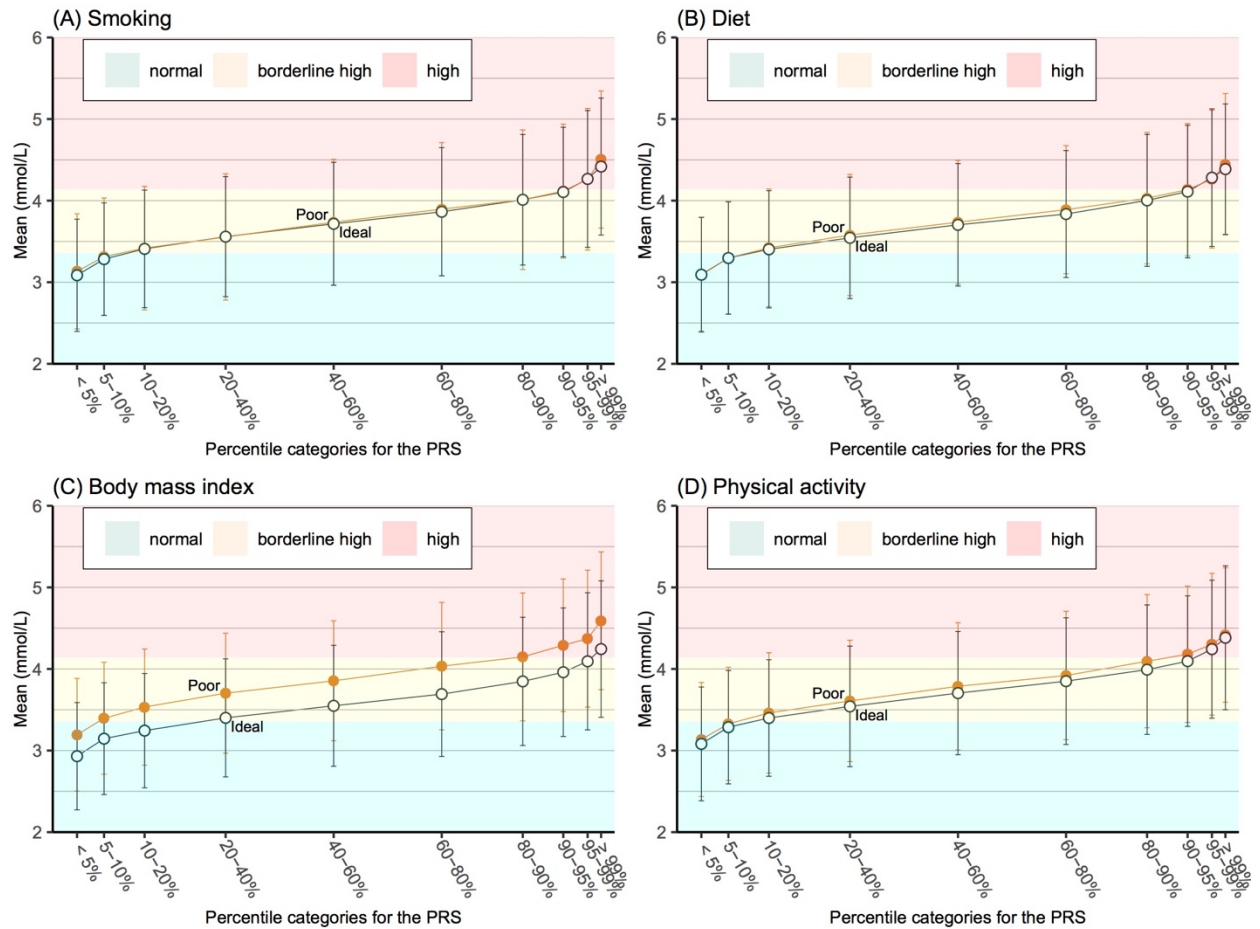 (A) Smoking
6
5
4
3
2
Mean (mmol/L)
normal borderline high high
Poor
Ideal
< 5% 5−10% 10−20% 20−40% 40−60% 60−80% 80−90% 90−95% 95−99% ≥ 99%
Percentile categories for the PRS
(B) Diet
6
5
4
3
2
Mean (mmol/L)
normal borderline high high
Poor
Ideal
< 5% 5−10% 10−20% 20−40% 40−60% 60−80% 80−90% 90−95% 95−99% ≥ 99%
Percentile categories for the PRS
(C) Body mass index
6
5
4
3
2
Mean (mmol/L)
normal borderline high high
Poor
Ideal
< 5% 5−10% 10−20% 20−40% 40−60% 60−80% 80−90% 90−95% 95−99% ≥ 99%
Percentile categories for the PRS
(D) Physical activity
6
5
4
3
2
Mean (mmol/L)
normal borderline high high
Poor
Ideal
< 5% 5−10% 10−20% 20−40% 40−60% 60−80% 80−90% 90−95% 95−99% ≥ 99%
Percentile categories for the PRS